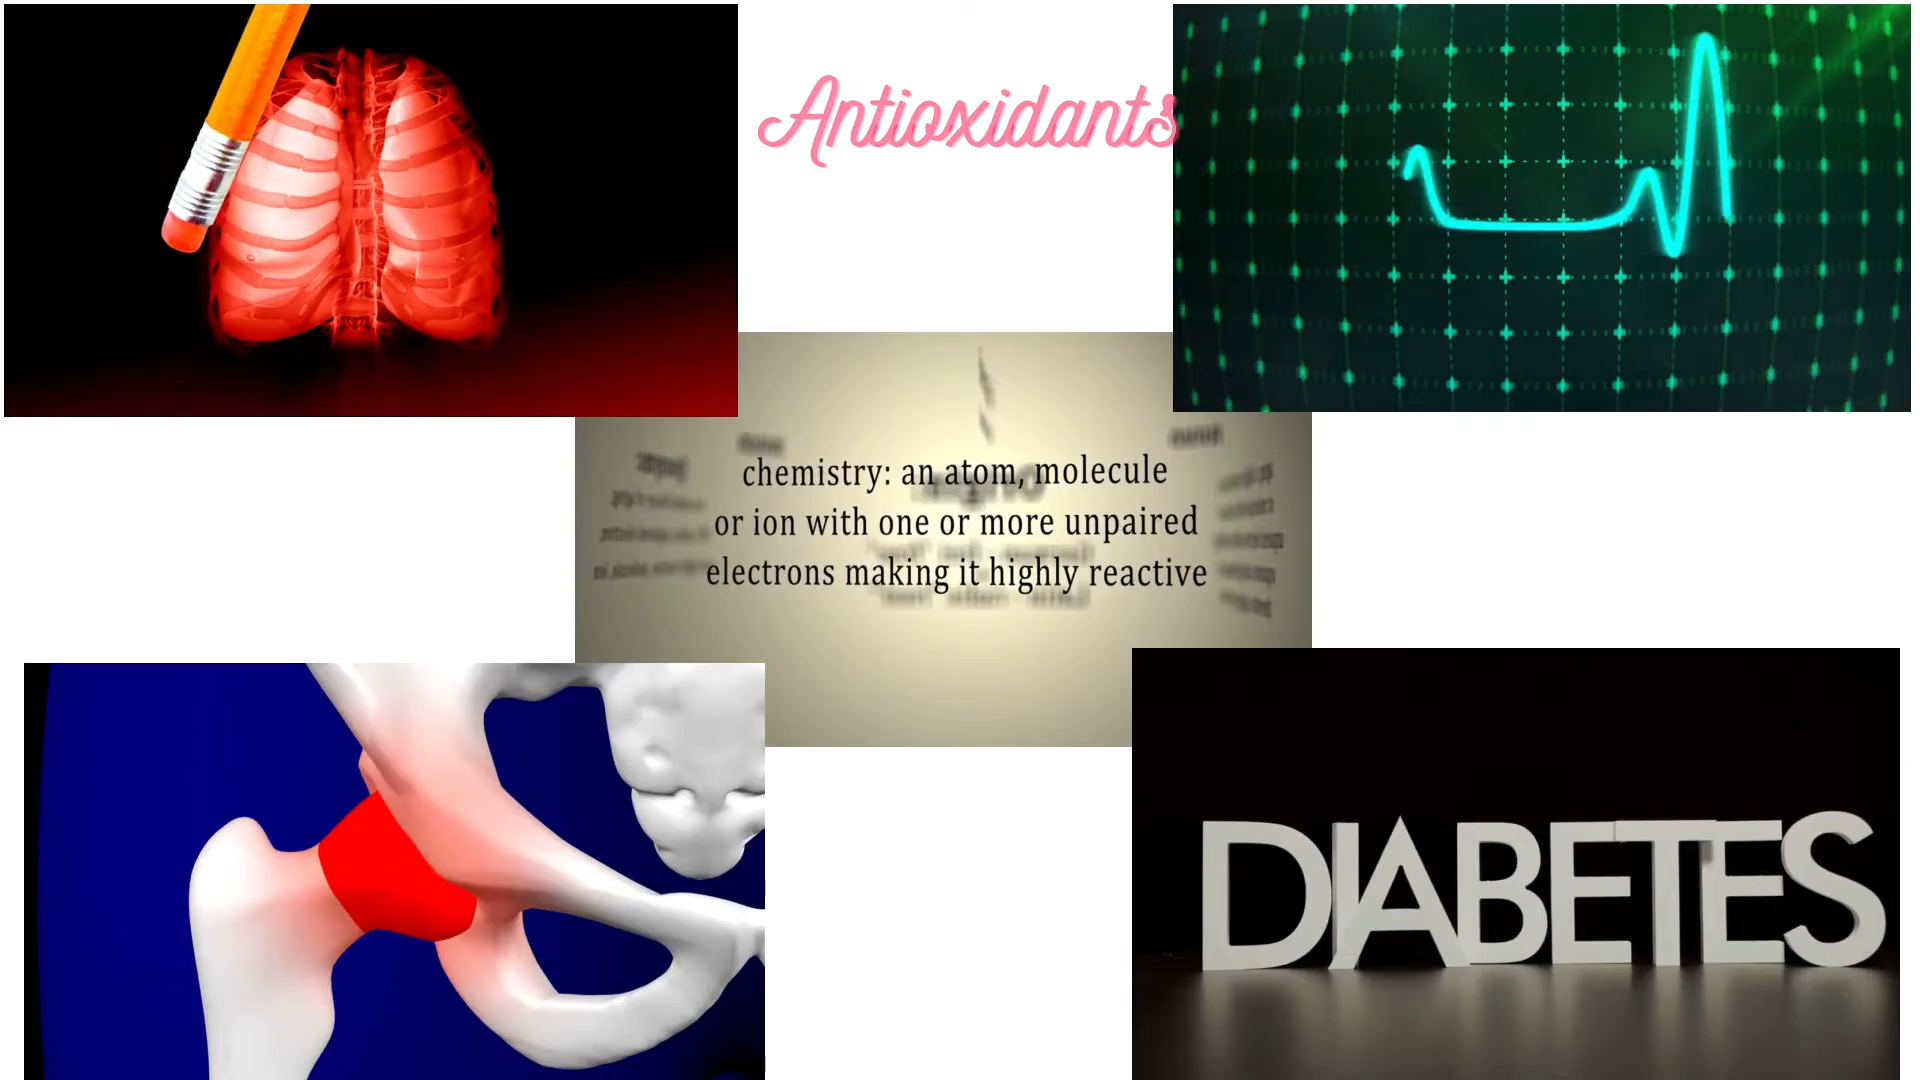 Antioxidants
chemistry: an atom, molecule
or ion with one or more unpaired
electrons making it highly reactive
DIABETES